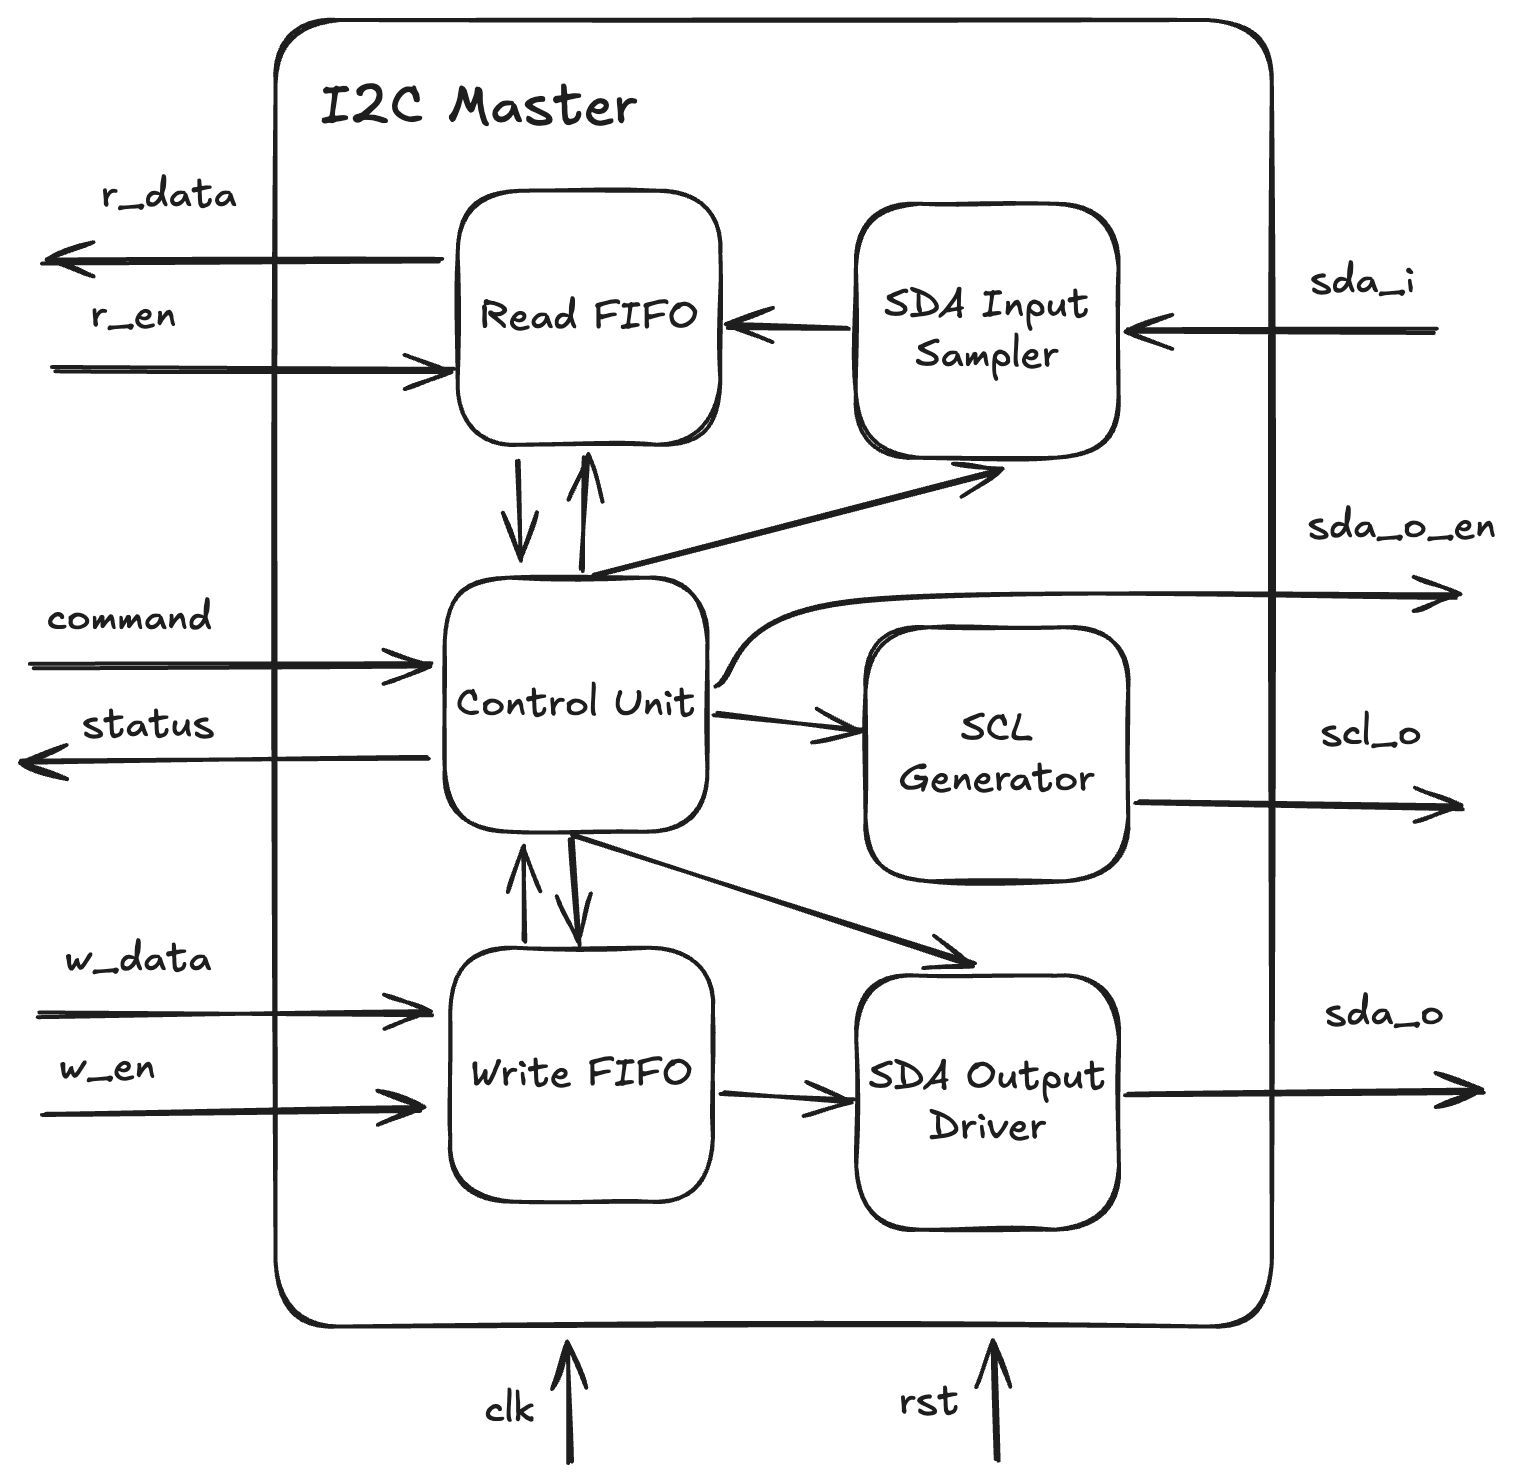 I2C Master
r_data
r_en
Read FIFO
SDA Input
Sampler
sda_i
sda_o_en
command
status
Control Unit
SCL
Generator
scl_o
w_data
w_en
Write FIFO
SDA Output
Driver
sda_o
clk
rst